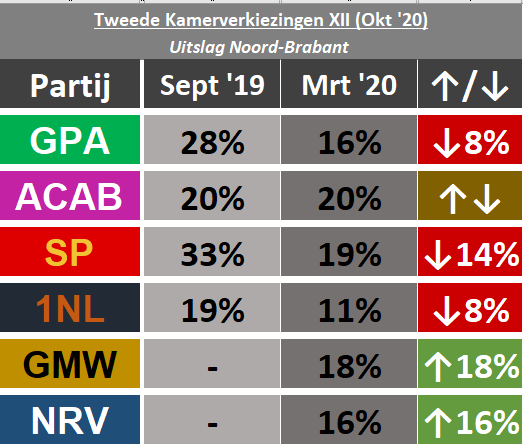 Tweede Kamerverkiezingen XII (Okt '20)
Uitslag Noord-Brabant
Partij Sept '19 Mrt '20 ↑/↓
GPA 28% 16% ↓8%
ACAB 20% 20% ↑↓
SP 33% 19% ↓14%
1NL 19% 11% ↓8%
GMW - 18% ↑18%
NRV - 16% ↑16%